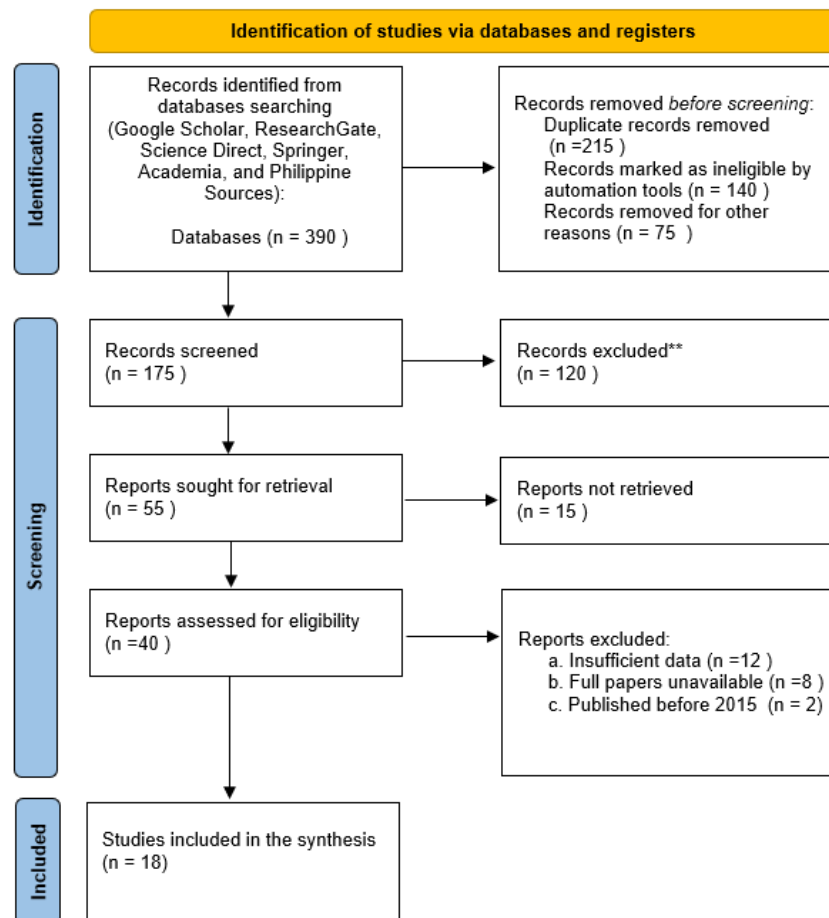 Identification of studies via databases and registers
Identification
Records identified from
databases searching
(Google Scholar, ResearchGate,
Science Direct, Springer,
Academia, and Philippine
Sources):
Databases (n = 390 )
Records removed before screening:
Duplicate records removed
(n =215 )
Records marked as ineligible by
automation tools (n = 140 )
Records removed for other
reasons (n = 75 )
Screening
Records screened
(n = 175 )
Records excluded**
(n = 120 )
Reports sought for retrieval
(n = 55 )
Reports not retrieved
(n = 15 )
Reports assessed for eligibility
(n =40 )
Reports excluded:
a. Insufficient data (n =12 )
b. Full papers unavailable (n =8 )
c. Published before 2015 (n = 2)
Included
Studies included in the synthesis
(n = 18)